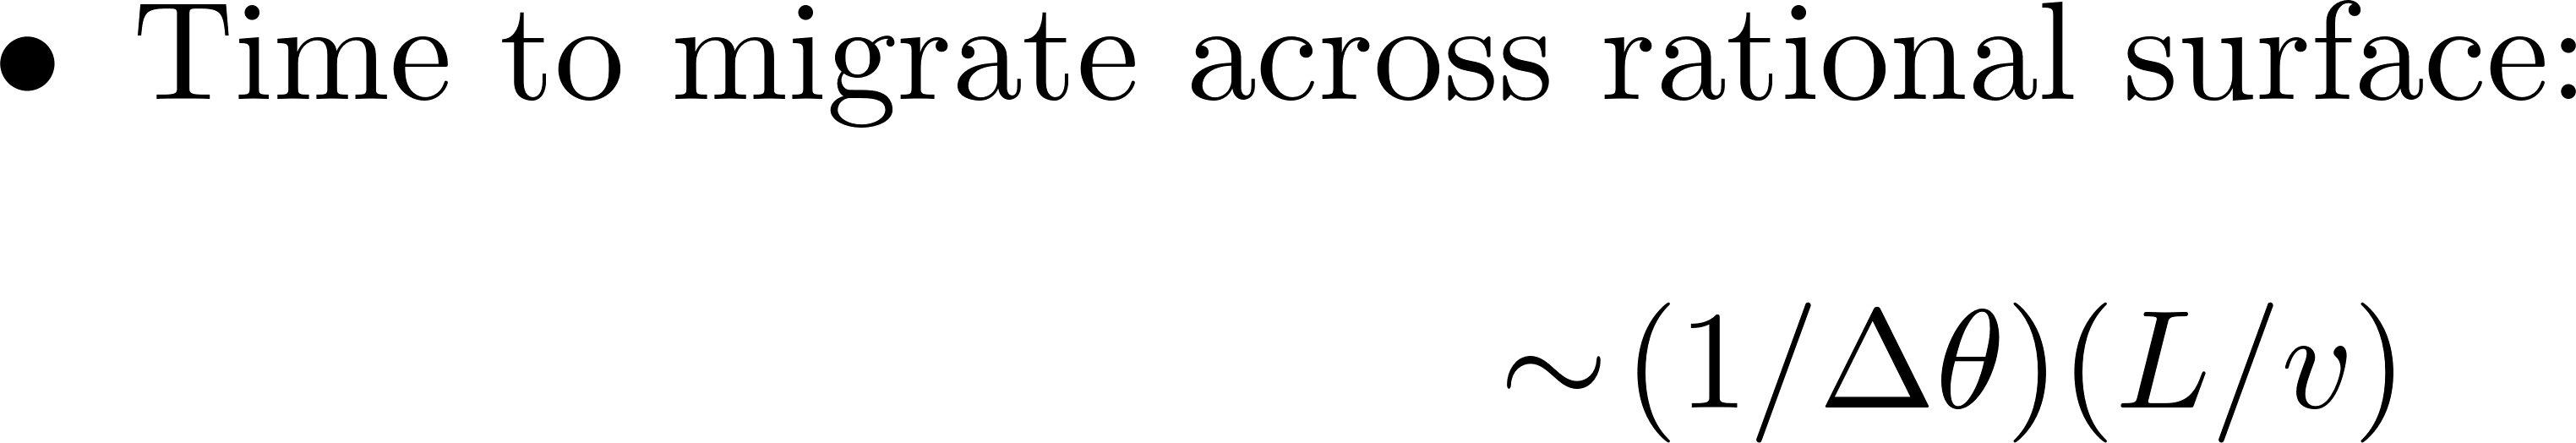 • Time to migrate across rational surface:
∼ (1/Δθ)(L/v)